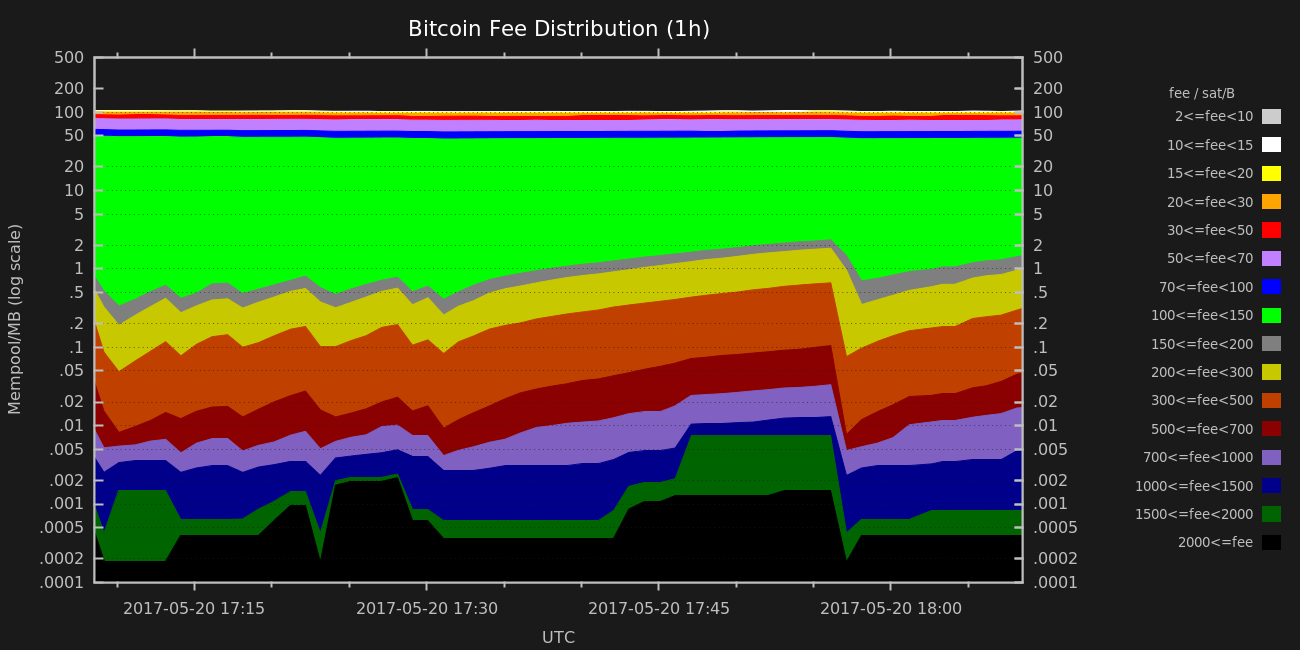 Bitcoin Fee Distribution (1h)
Mempool/MB (log scale)
500
200
100
50
20
10
5
2
1
.5
.2
.1
.05
.02
.01
.005
.002
.001
.0005
.0002
.0001
500
200
100
50
20
10
5
2
1
.5
.2
.1
.05
.02
.01
.005
.002
.001
.0005
.0002
.0001
2017-05-20 17:15
2017-05-20 17:30
2017-05-20 17:45
2017-05-20 18:00
UTC
fee / sat/B
2<=fee<10
10<=fee<15
15<=fee<20
20<=fee<30
30<=fee<50
50<=fee<70
70<=fee<100
100<=fee<150
150<=fee<200
200<=fee<300
300<=fee<500
500<=fee<700
700<=fee<1000
1000<=fee<1500
1500<=fee<2000
2000<=fee